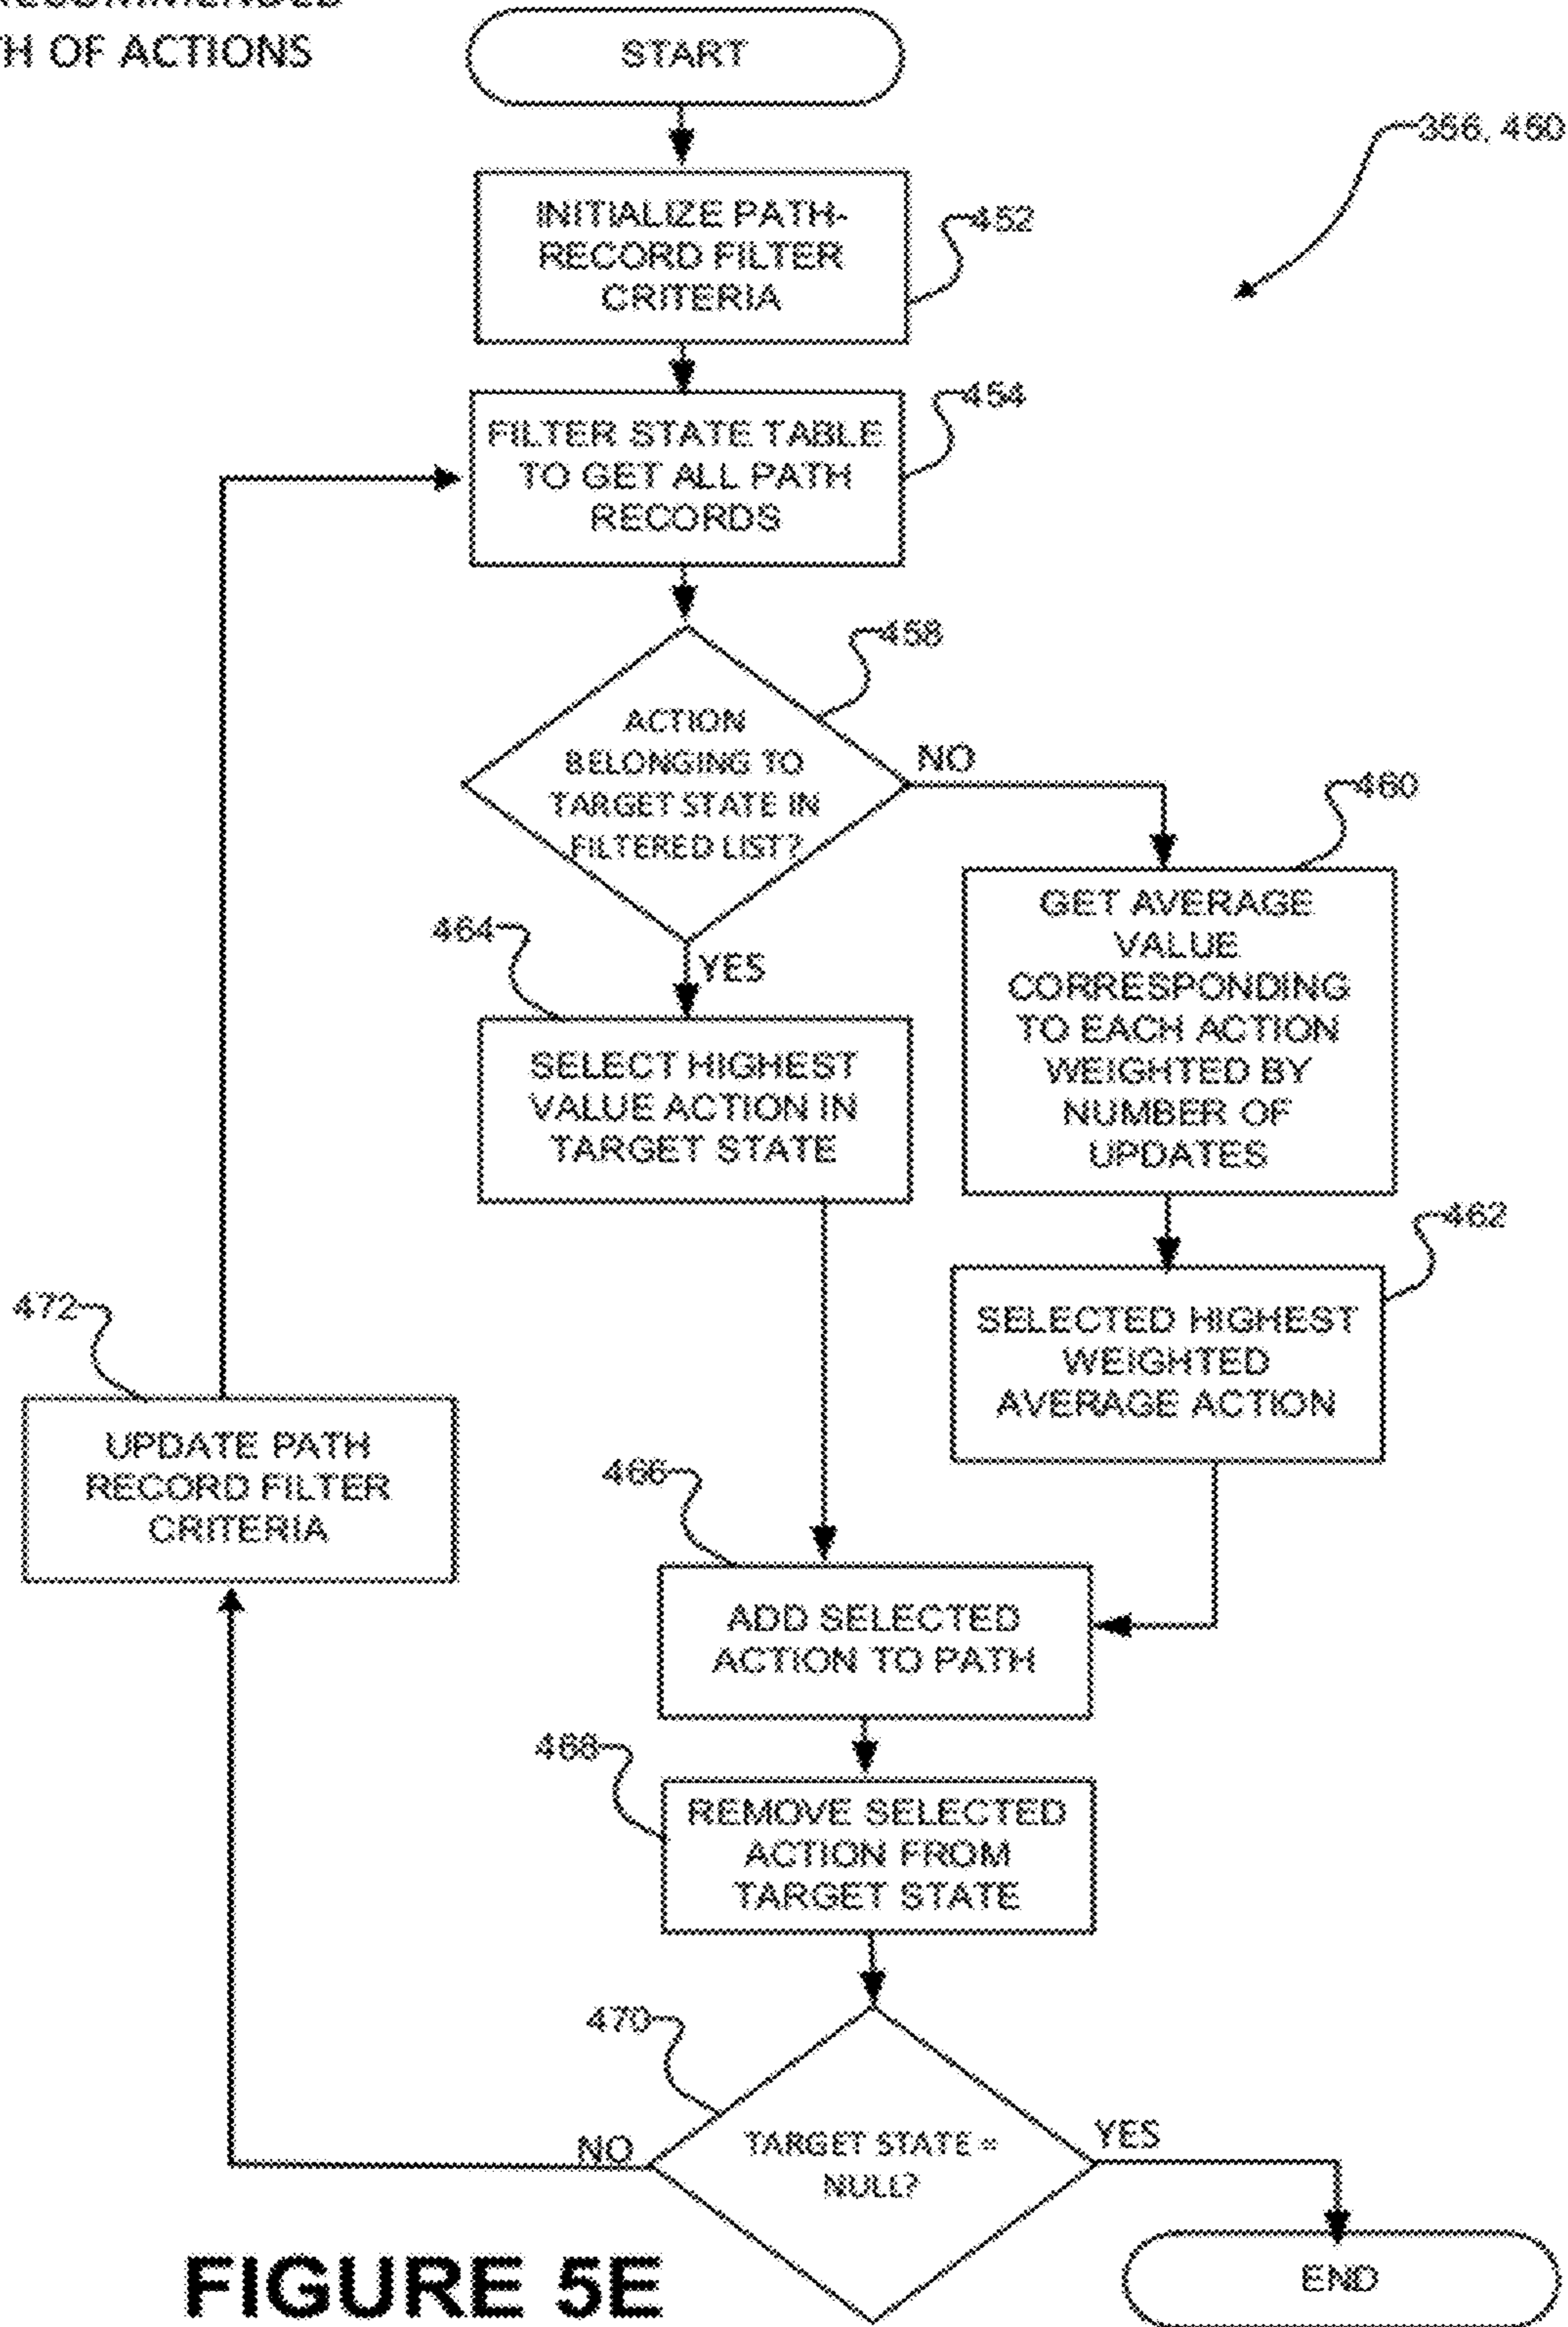 RECOMMENDED
TH OF ACTIONS
START
356, 450
INITIALIZE PATH-
RECORD FILTER
CRITERIA
452
FILTER STATE TABLE
TO GET ALL PATH
RECORDS
454
458
ACTION
BELONGING TO
TARGET STATE IN
FILTERED LIST?
NO
460
GET AVERAGE
VALUE
CORRESPONDING
TO EACH ACTION
WEIGHTED BY
NUMBER OF
UPDATES
464
YES
SELECT HIGHEST
VALUE ACTION IN
TARGET STATE
462
SELECTED HIGHEST
WEIGHTED
AVERAGE ACTION
472
UPDATE PATH
RECORD FILTER
CRITERIA
466
ADD SELECTED
ACTION TO PATH
468
REMOVE SELECTED
ACTION FROM
TARGET STATE
470
NO
TARGET STATE =
NULL?
YES
END
FIGURE 5E